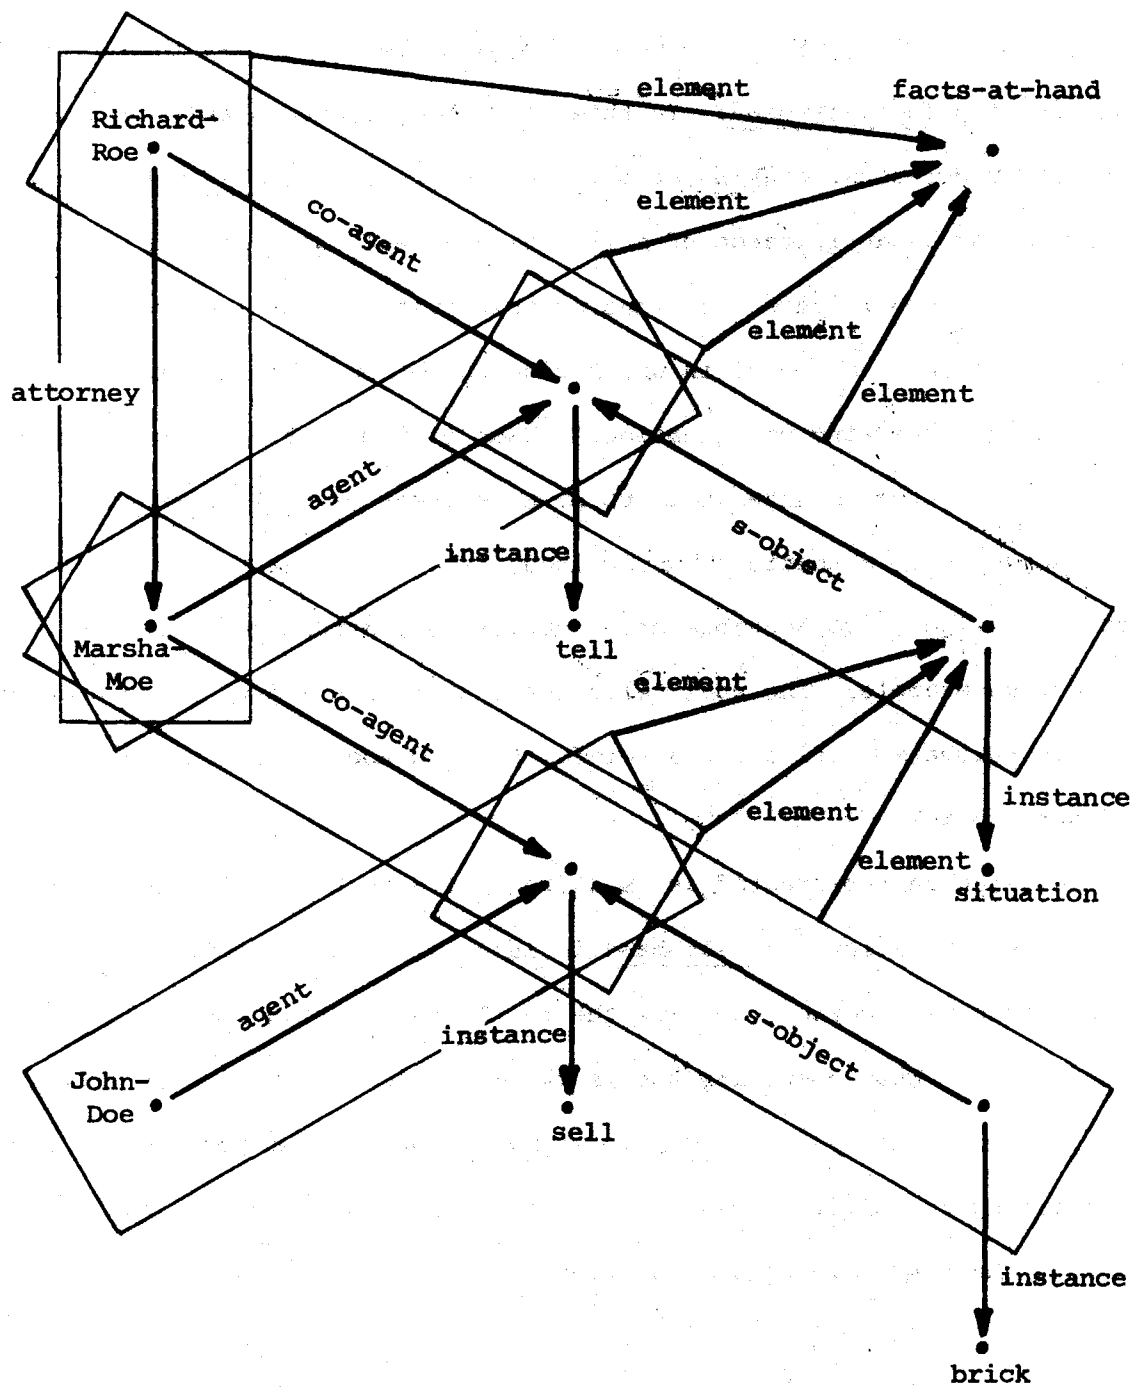 element
facts-at-hand
Richard-
Roe
element
co-agent
element
attorney
element
agent
s-object
instance
tell
Marsha-
Moe
element
co-agent
instance
element
element
situation
agent
s-object
instance
John-
Doe
sell
instance
brick